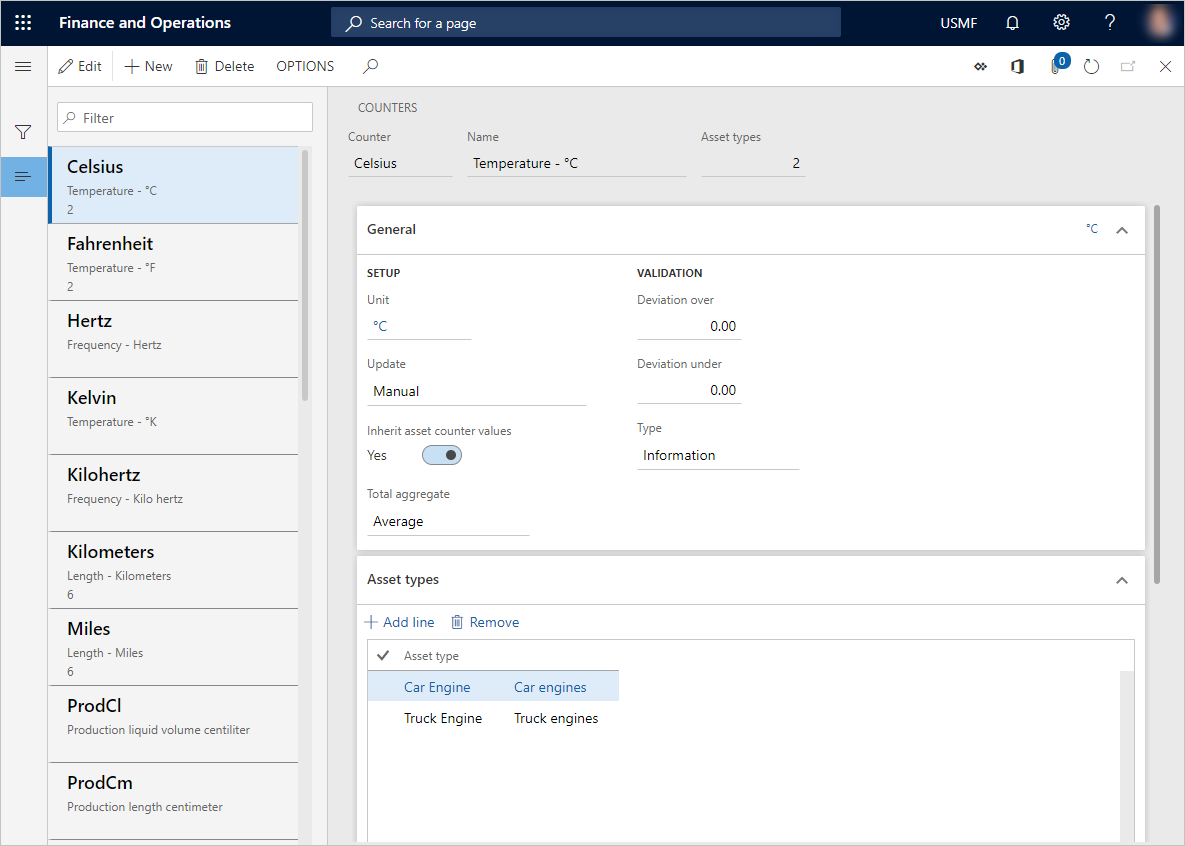 Finance and Operations
Search for a page
USMF
?
Edit
New
Delete
OPTIONS
0
Filter
Celsius
Temperature - °C
2
Fahrenheit
Temperature - °F
2
Hertz
Frequency - Hertz
Kelvin
Temperature - °K
Kilohertz
Frequency - Kilo hertz
Kilometers
Length - Kilometers
6
Miles
Length - Miles
6
ProdCl
Production liquid volume centiliter
ProdCm
Production length centimeter
COUNTERS
Counter Name Asset types
Celsius Temperature - °C 2
General °C
SETUP VALIDATION
Unit Deviation over
°C 0.00
Update Deviation under
Manual 0.00
Inherit asset counter values Type
Yes Information
Total aggregate
Average
Asset types
Add line Remove
Asset type
Car Engine Car engines
Truck Engine Truck engines